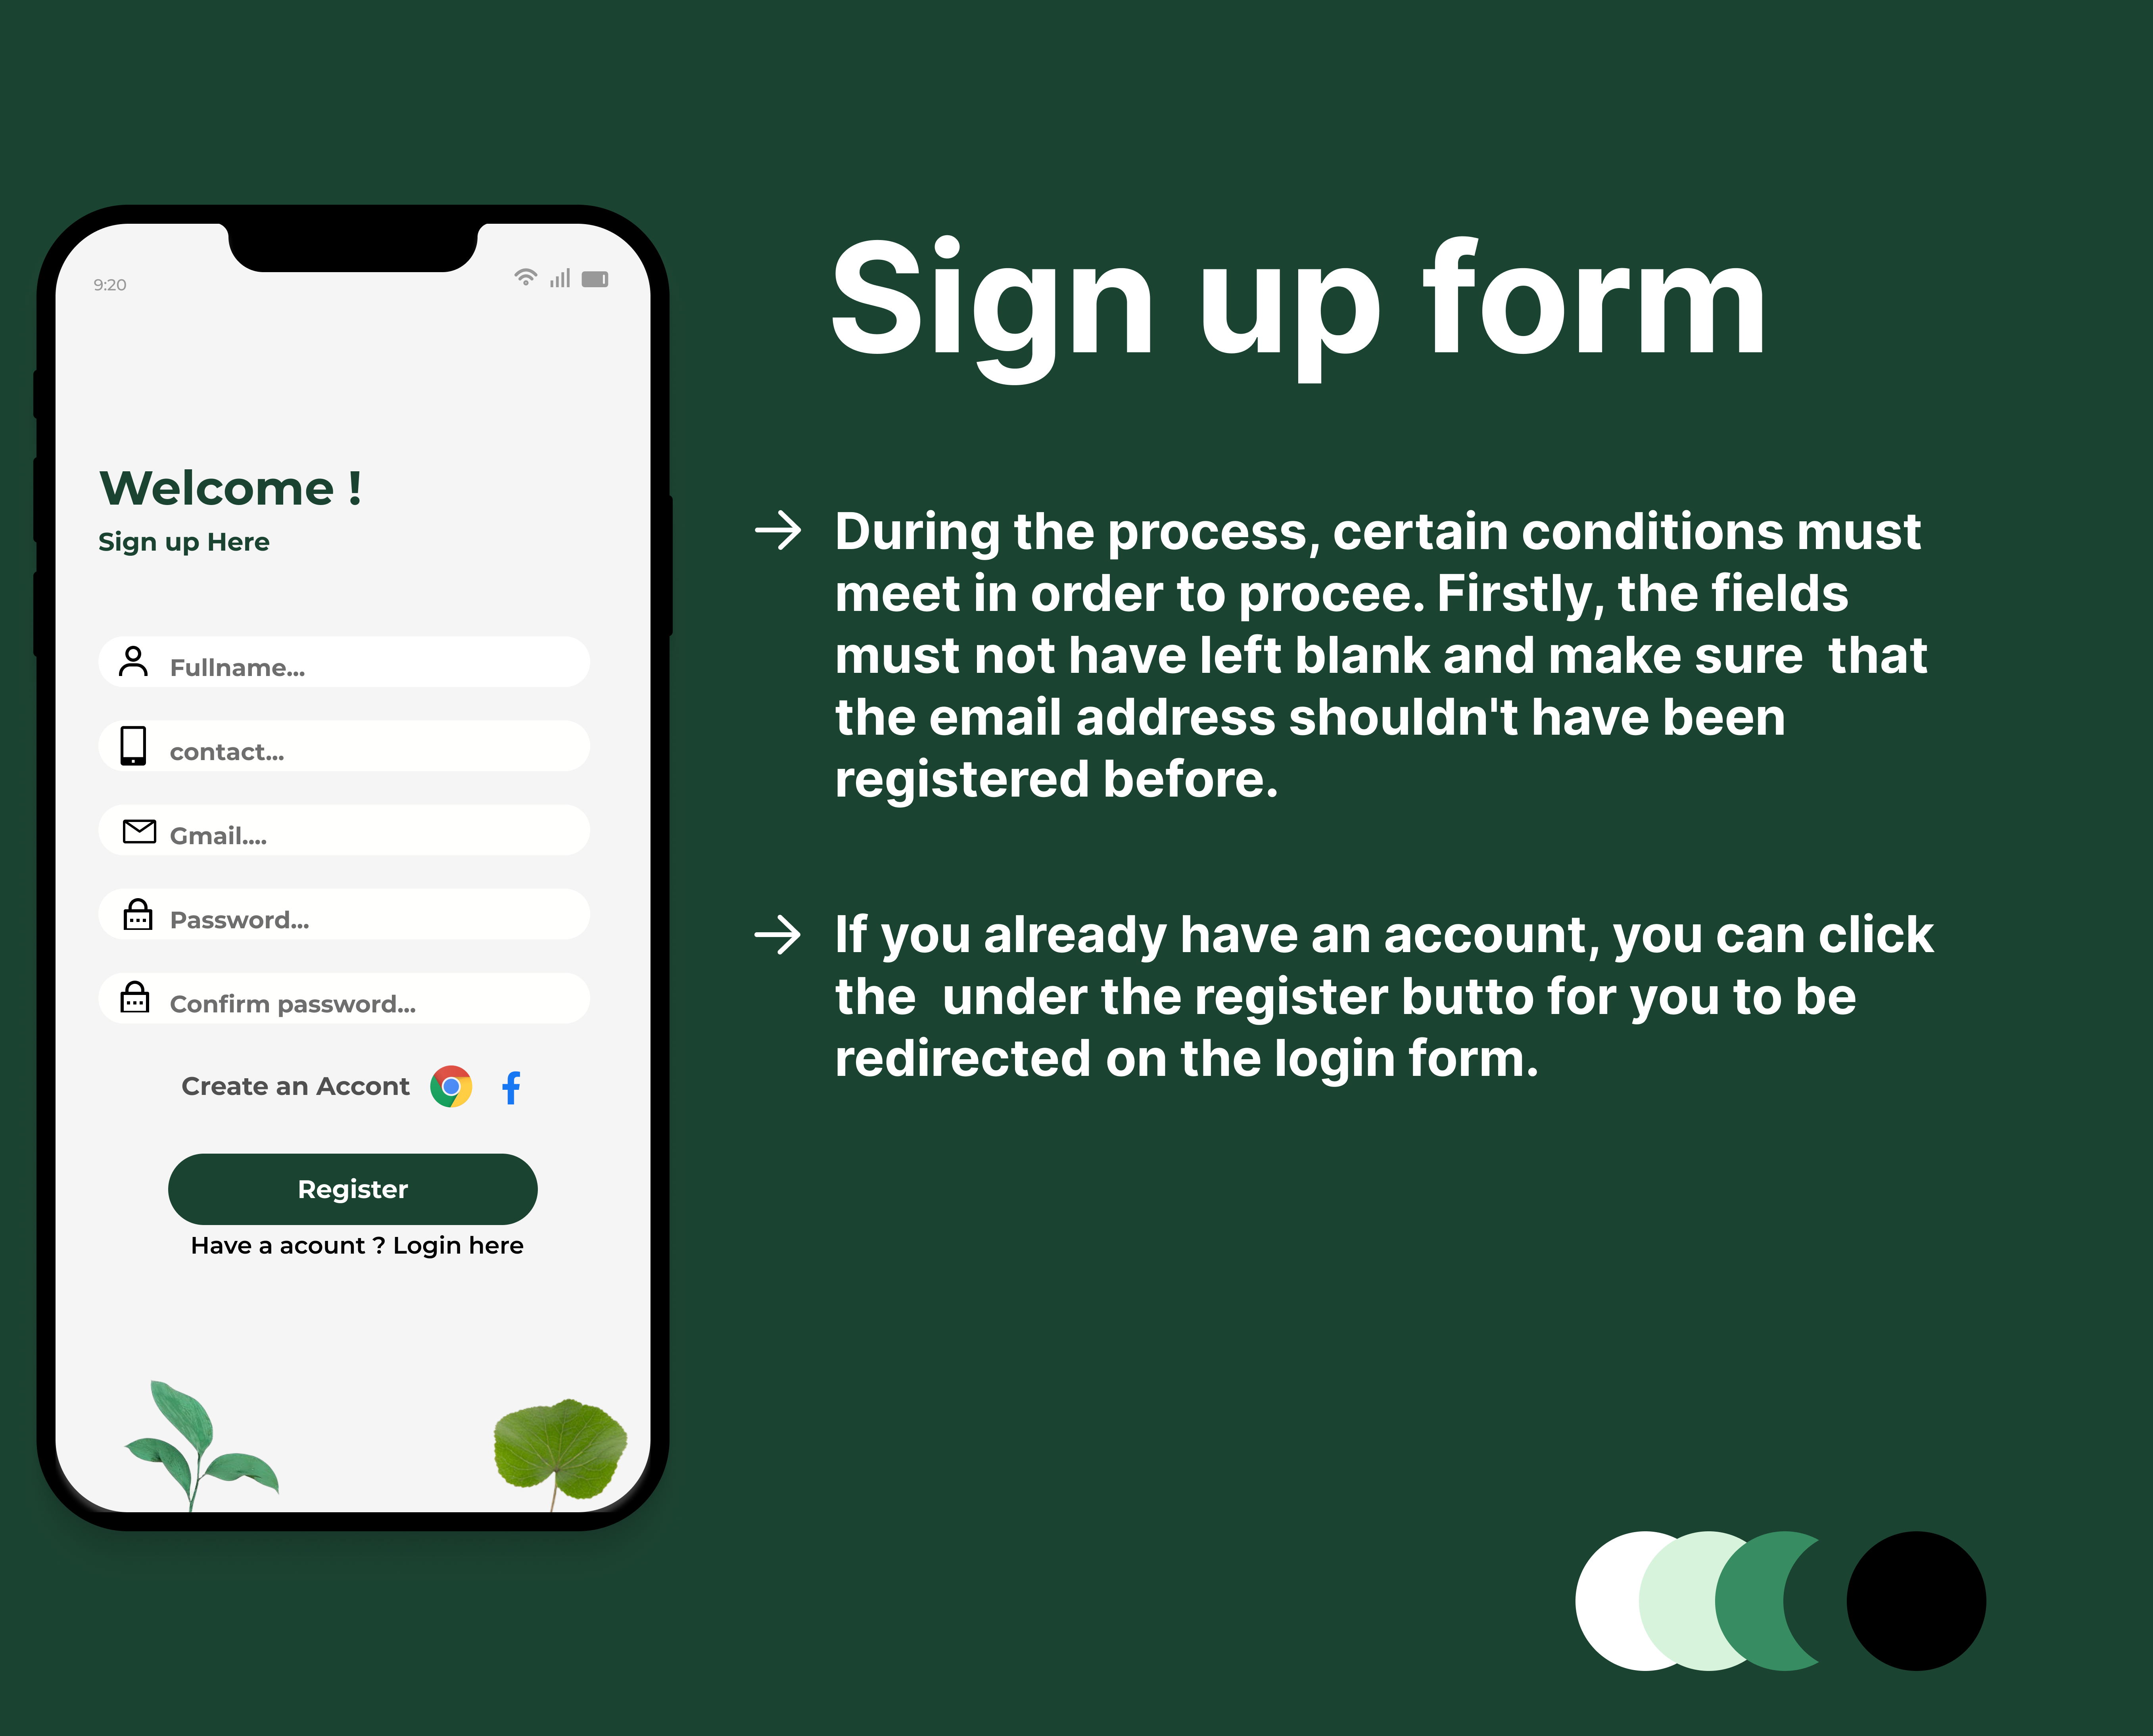 9:20
Welcome !
Sign up Here
Fullname...
contact...
Gmail....
Password...
Confirm password...
Create an Accont
Register
Have a acount ? Login here
Sign up form
During the process, certain conditions must
meet in order to procee. Firstly, the fields
must not have left blank and make sure  that
the email address shouldn't have been
registered before.
If you already have an account, you can click
the  under the register butto for you to be
redirected on the login form.